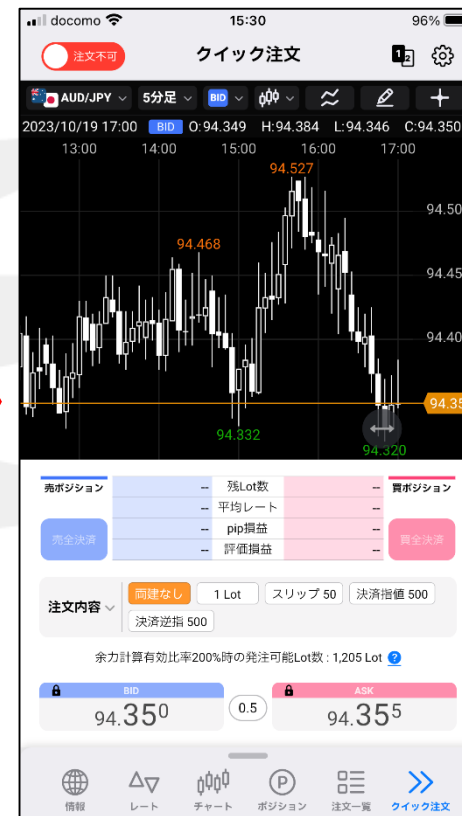 docomo 15:30 96%
注文不可 クイック注文
AUD/JPY 5分足 BID
2023/10/19 17:00 BID O:94.349 H:94.384 L:94.346 C:94.350
13:00 14:00 15:00 16:00 17:00
94.527
94.50
94.468
94.45
94.40
94.35
94.332
94.320
売ポジション -- 残Lot数 -- 買ポジション
-- 平均レート --
売全決済 -- pip損益 -- 買全決済
-- 評価損益 --
注文内容 両建なし 1 Lot スリップ 50 決済指値 500
決済逆指 500
余力計算有効比率200%時の発注可能Lot数 : 1,205 Lot ?
BID ASK
94.350 0.5 94.355
情報 レート チャート ポジション 注文一覧 クイック注文